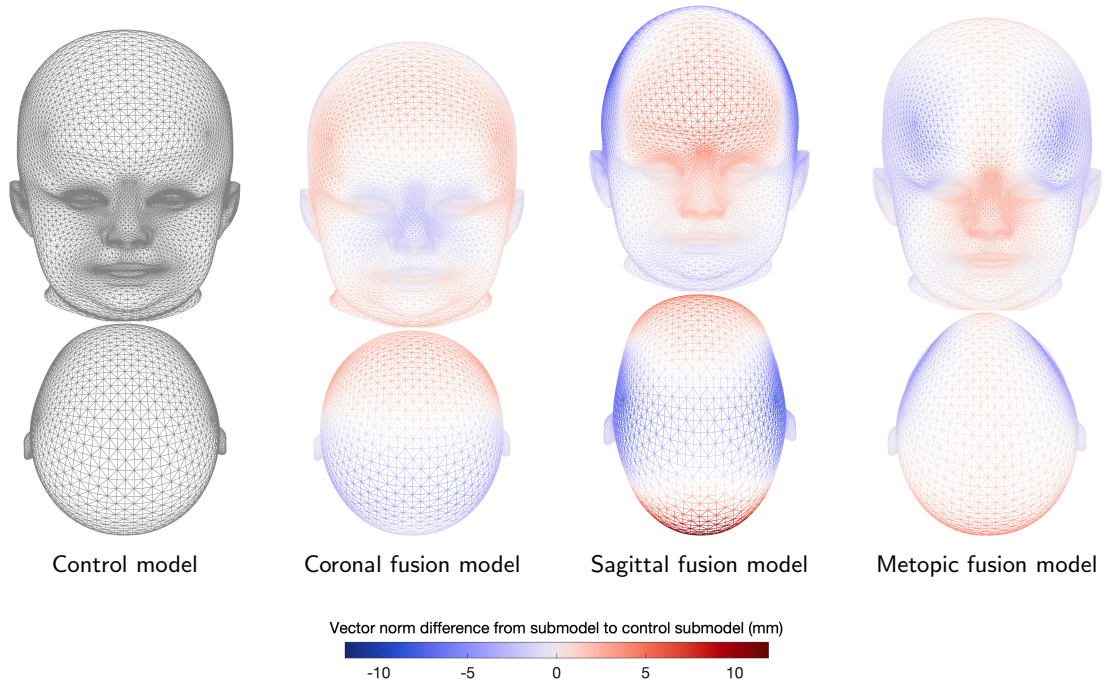 Control model
Coronal fusion model
Sagittal fusion model
Metopic fusion model
Vector norm difference from submodel to control submodel (mm)
-10 -5 0 5 10